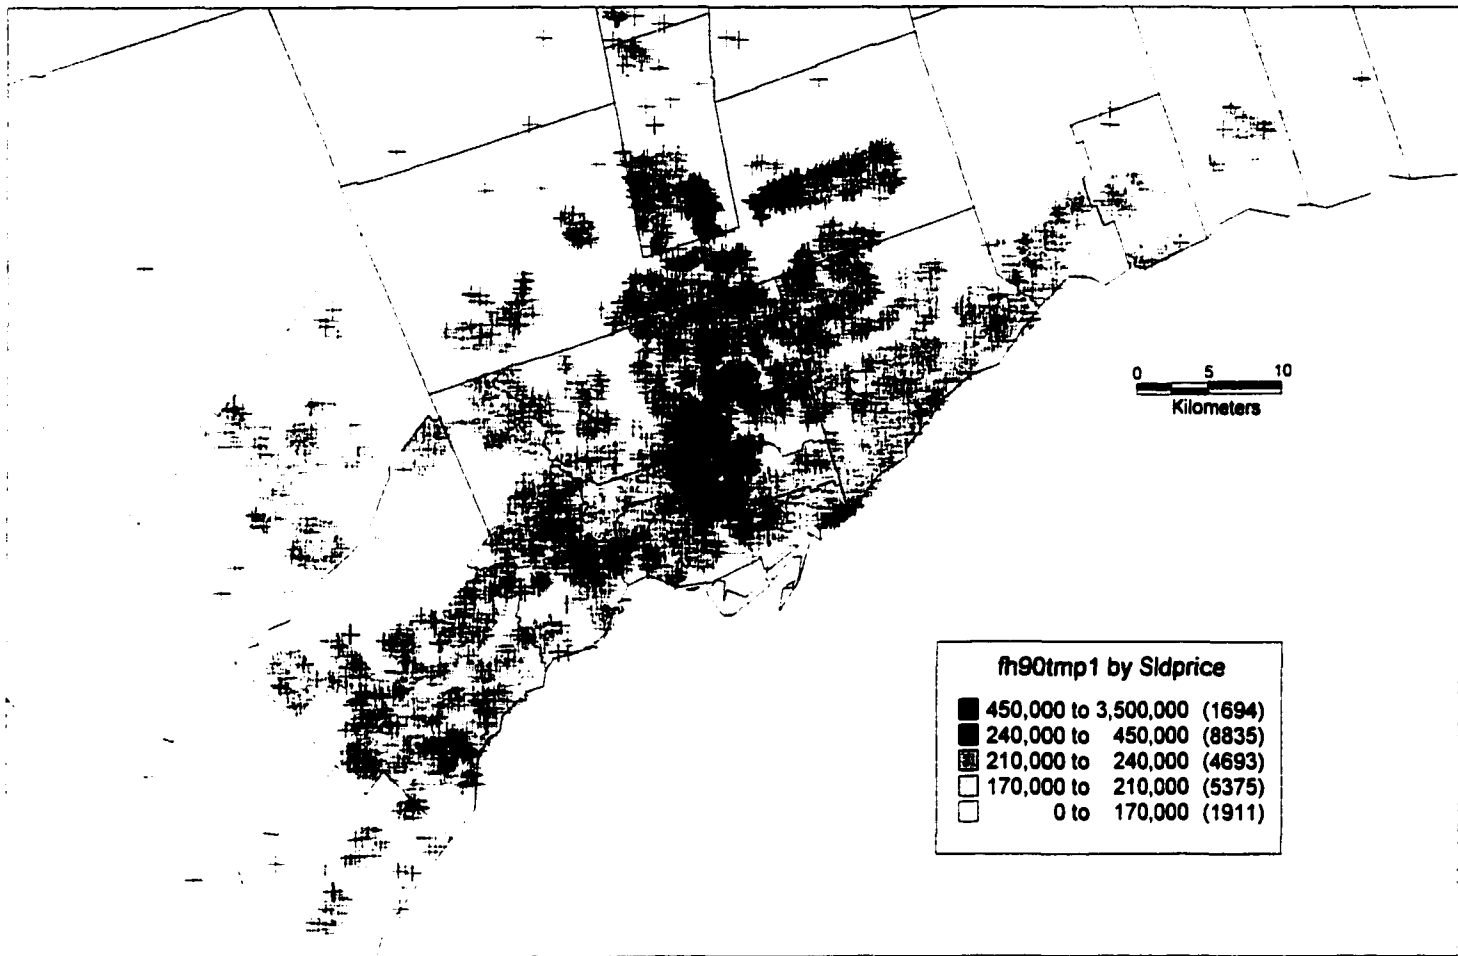 0 5 10
Kilometers
fh90tmp1 by Sldprice
450,000 to 3,500,000 (1694)
240,000 to 450,000 (8835)
210,000 to 240,000 (4693)
170,000 to 210,000 (5375)
0 to 170,000 (1911)